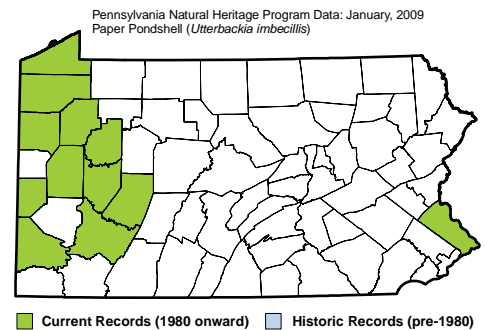 Pennsylvania Natural Heritage Program Data: January, 2009
Paper Pondshell (Utterbackia imbecillis)
Current Records (1980 onward) Historic Records (pre-1980)